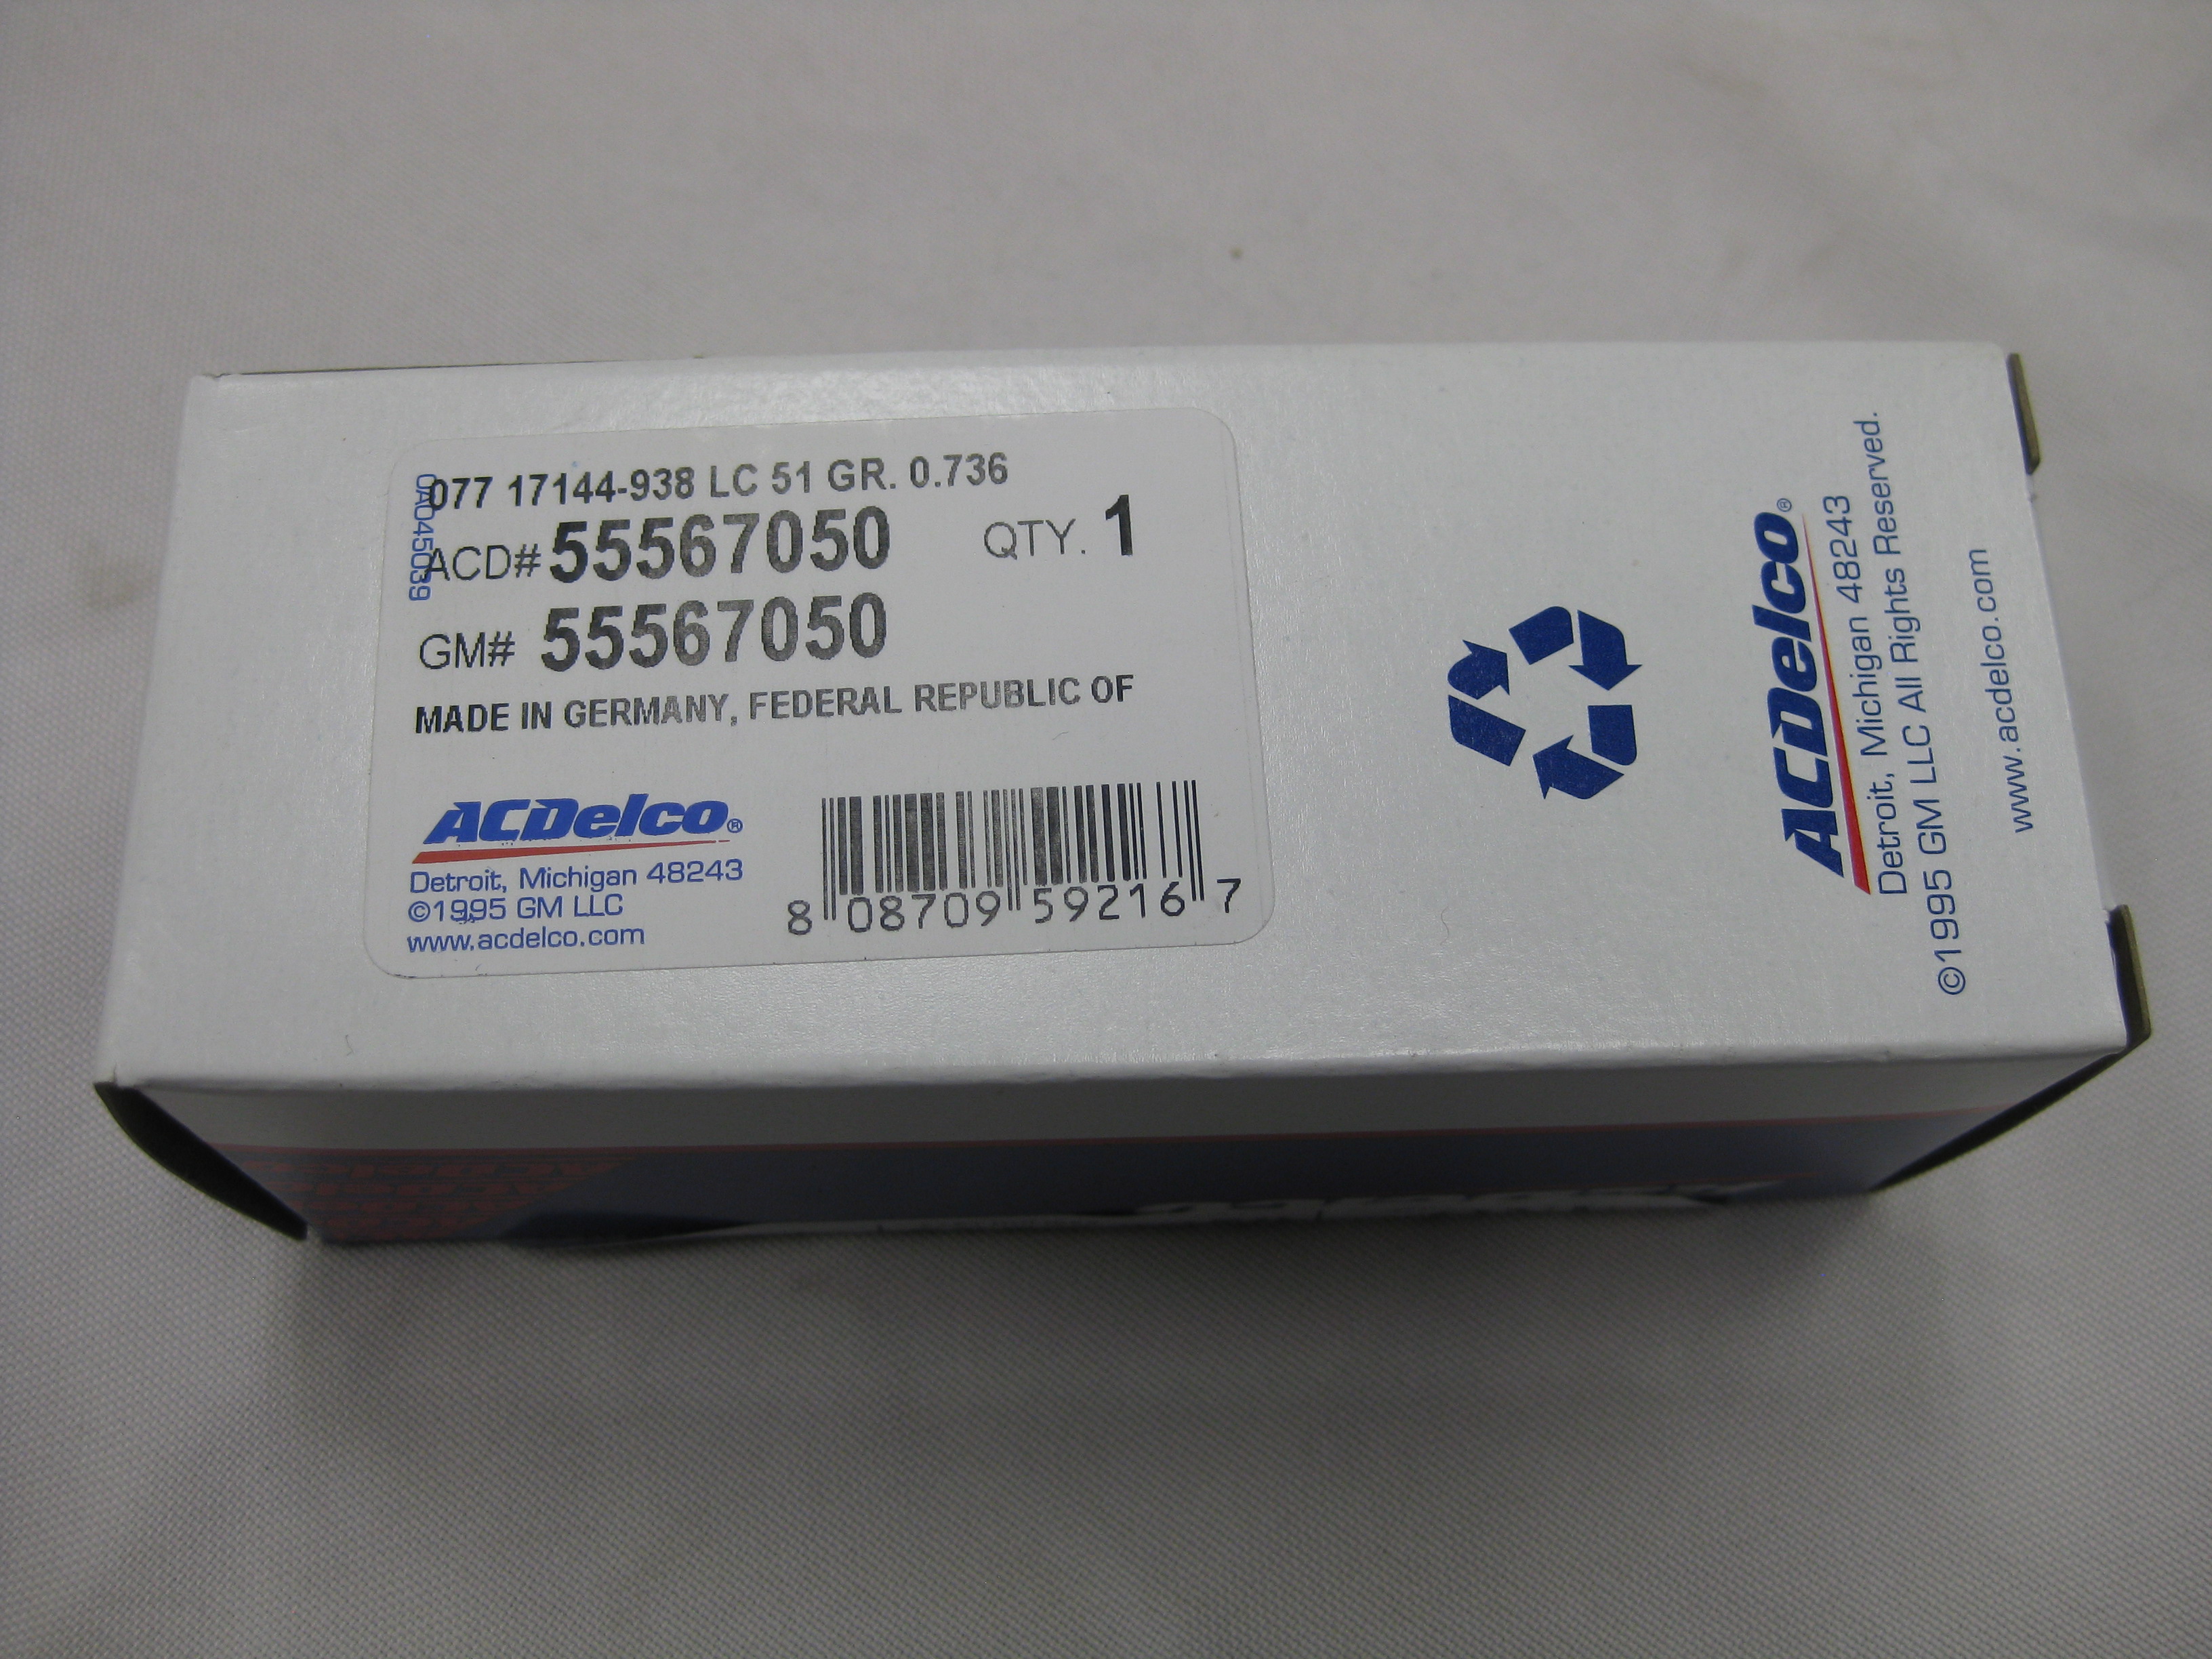 077 17144-938 LC 51 GR. 0.736
0A045039
ACD# 55567050 QTY. 1
GM# 55567050
MADE IN GERMANY, FEDERAL REPUBLIC OF
ACDelco®
Detroit, Michigan 48243
©1995 GM LLC
www.acdelco.com
8 08709 59216 7
ACDelco®
Detroit, Michigan 48243
©1995 GM LLC All Rights Reserved.
www.acdelco.com